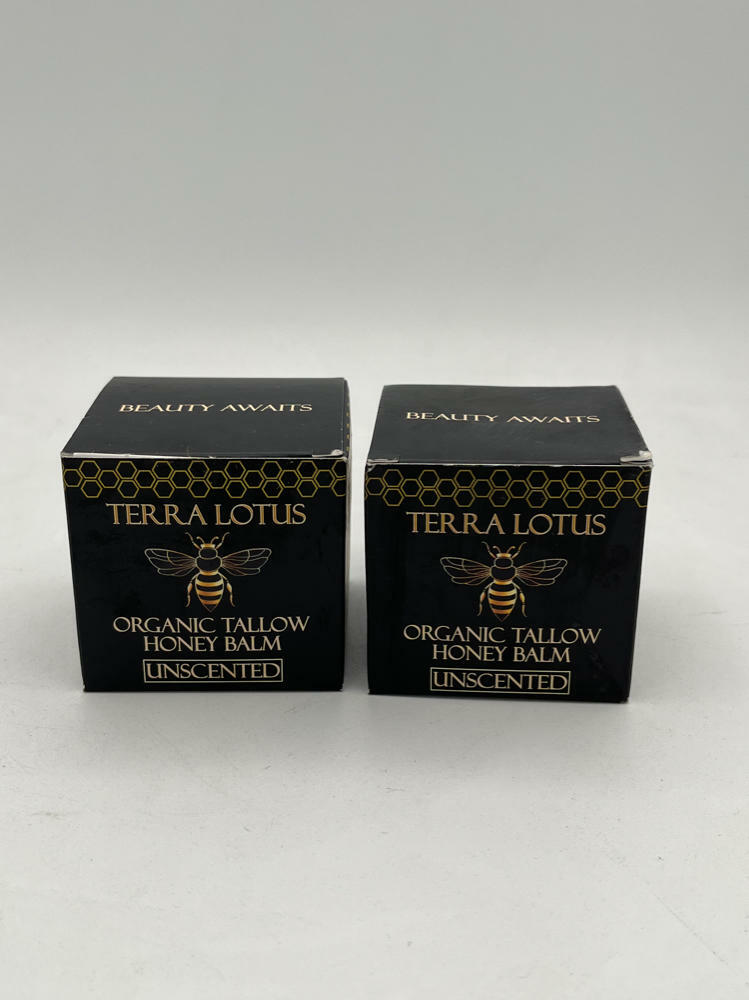 BEAUTY AWAITS
TERRA LOTUS
ORGANIC TALLOW
HONEY BALM
UNSCENTED
BEAUTY AWAITS
TERRA LOTUS
ORGANIC TALLOW
HONEY BALM
UNSCENTED